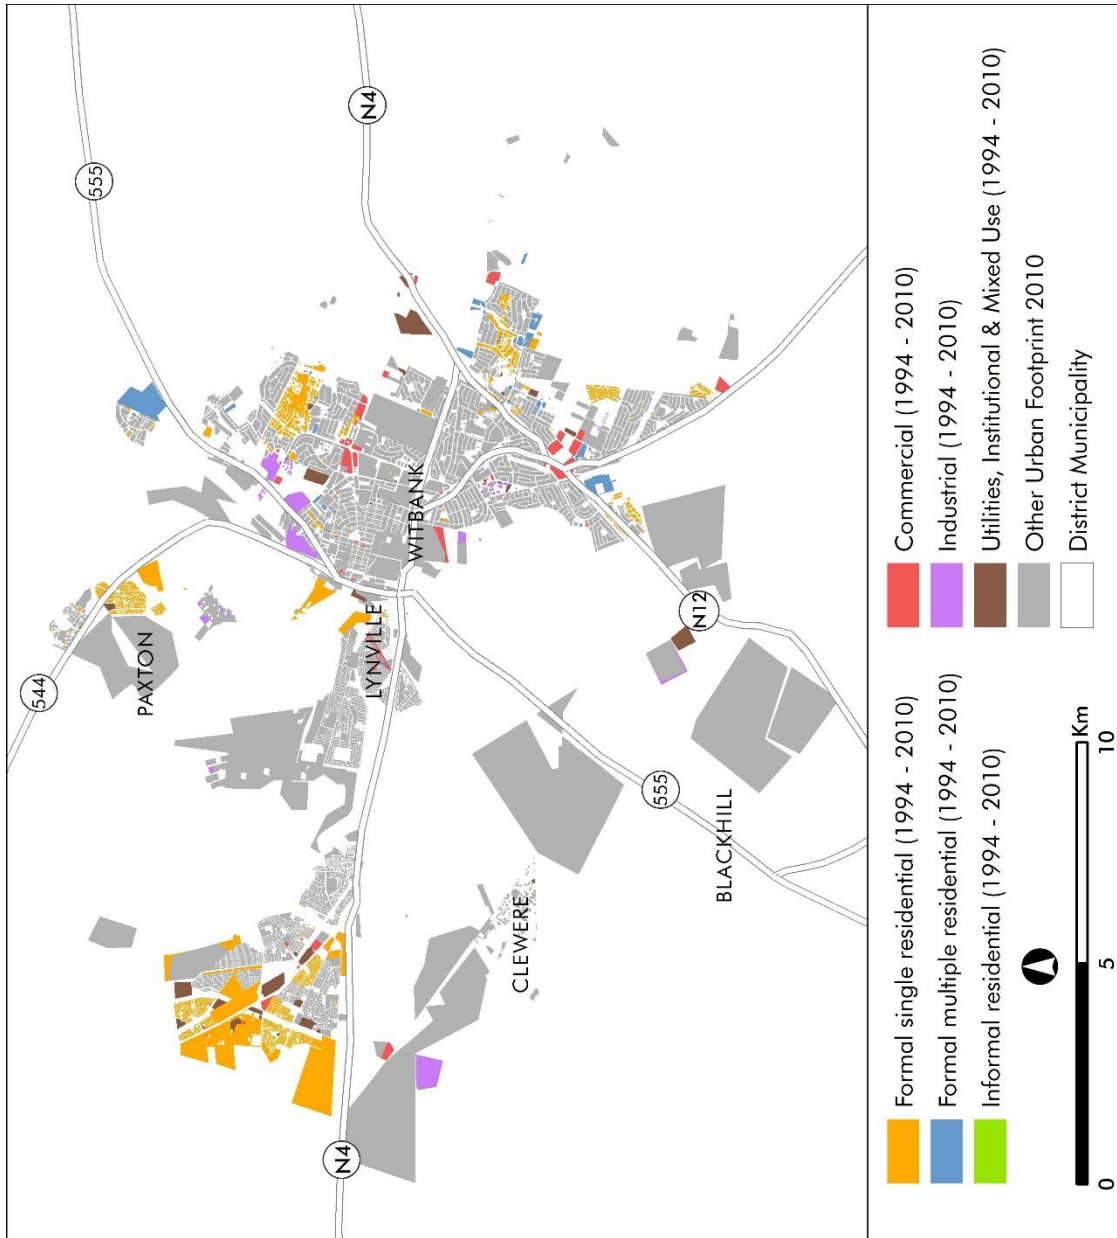 544
555
PAXTON
N4
N4
LYNVILLE
WITBANK
CLEWERE
555
N12
BLACKHILL
Formal single residential (1994 - 2010)
Formal multiple residential (1994 - 2010)
Informal residential (1994 - 2010)
Commercial (1994 - 2010)
Industrial (1994 - 2010)
Utilities, Institutional & Mixed Use (1994 - 2010)
Other Urban Footprint 2010
District Municipality
Km
0 5 10